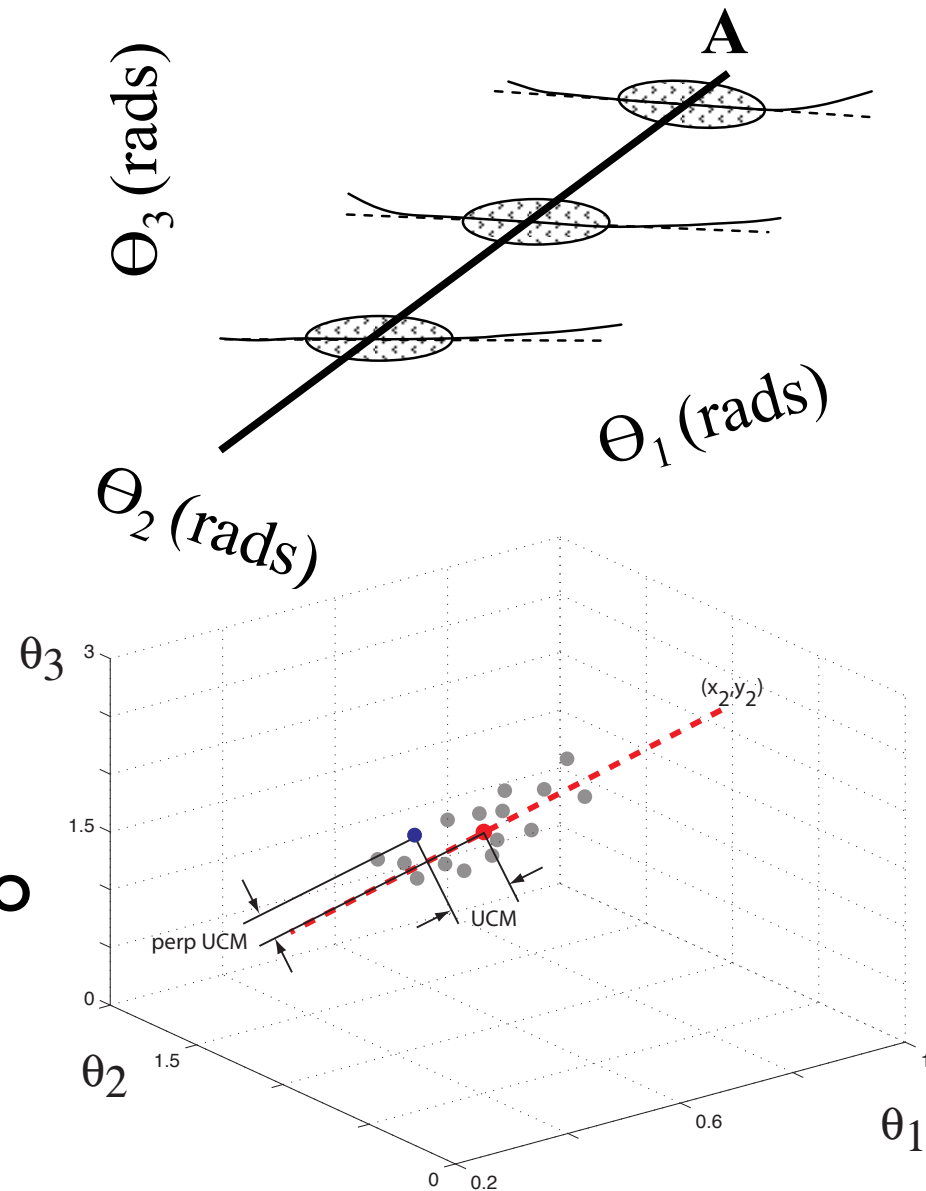 A
Θ3 (rads)
Θ1 (rads)
Θ2 (rads)
θ3
3
(x2,y2)
1.5
O
UCM
perp UCM
0
1.5
θ2
1
0.6
θ1
0
0.2